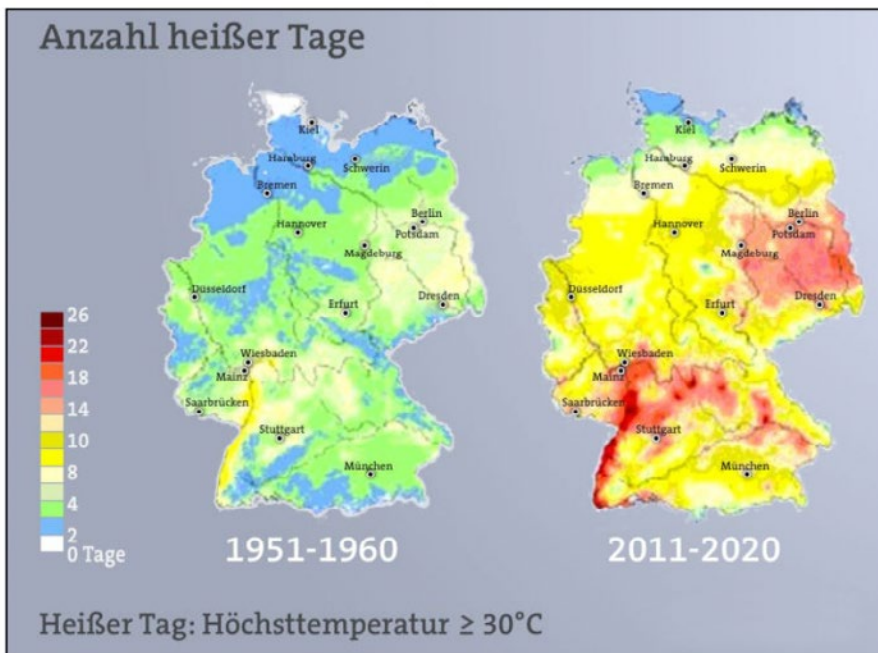 Anzahl heißer Tage
Kiel
Hamburg
Schwerin
Bremen
Berlin
Hannover
Potsdam
Magdeburg
Düsseldorf
Erfurt
Dresden
Wiesbaden
Mainz
Saarbrücken
Stuttgart
München
Kiel
Hamburg
Schwerin
Bremen
Berlin
Hannover
Potsdam
Magdeburg
Düsseldorf
Erfurt
Dresden
Wiesbaden
Mainz
Saarbrücken
Stuttgart
München
26
22
18
14
10
8
4
2
0 Tage
1951-1960
2011-2020
Heißer Tag: Höchsttemperatur ≥ 30°C